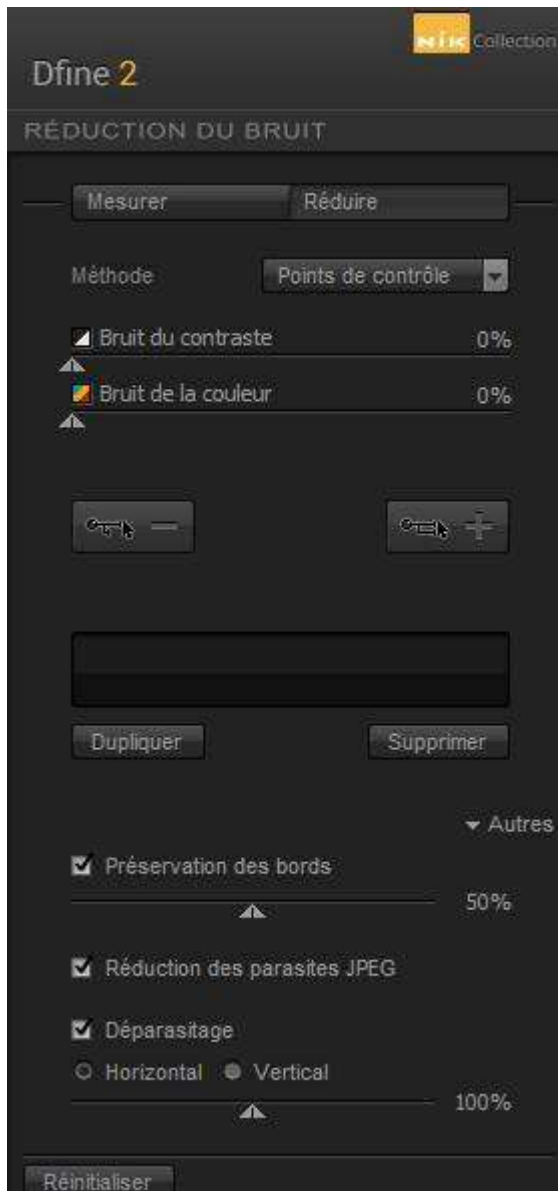 Nik Collection
Dfine 2
RÉDUCTION DU BRUIT
Mesurer Réduire
Méthode Points de contrôle
Bruit du contraste 0%
Bruit de la couleur 0%
Dupliquer Supprimer
Autres
Préservation des bords
50%
Réduction des parasites JPEG
Déparasitage
Horizontal Vertical
100%
Réinitialiser